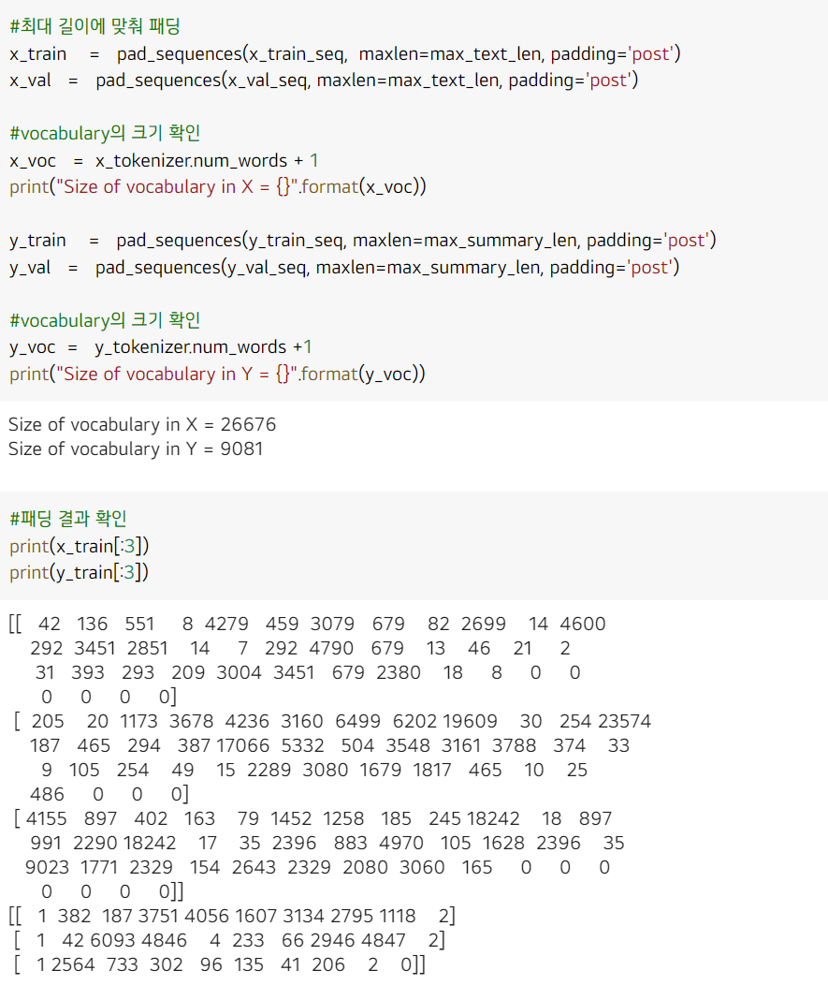 #최대 길이에 맞춰 패딩
x_train = pad_sequences(x_train_seq, maxlen=max_text_len, padding='post')
x_val = pad_sequences(x_val_seq, maxlen=max_text_len, padding='post')
#vocabulary의 크기 확인
x_voc = x_tokenizer.num_words + 1
print("Size of vocabulary in X = {}".format(x_voc))
y_train = pad_sequences(y_train_seq, maxlen=max_summary_len, padding='post')
y_val = pad_sequences(y_val_seq, maxlen=max_summary_len, padding='post')
#vocabulary의 크기 확인
y_voc = y_tokenizer.num_words +1
print("Size of vocabulary in Y = {}".format(y_voc))
Size of vocabulary in X = 26676
Size of vocabulary in Y = 9081
#패딩 결과 확인
print(x_train[:3])
print(y_train[:3])
[[ 42 136 551 8 4279 459 3079 679 82 2699 14 4600
292 3451 2851 14 7 292 4790 679 13 46 21 2
31 393 293 209 3004 3451 679 2380 18 8 0 0
0 0 0 0]
[ 205 20 1173 3678 4236 3160 6499 6202 19609 30 254 23574
187 465 294 387 17066 5332 504 3548 3161 3788 374 33
9 105 254 49 15 2289 3080 1679 1817 465 10 25
486 0 0 0]
[ 4155 897 402 163 79 1452 1258 185 245 18242 18 897
991 2290 18242 17 35 2396 883 4970 105 1628 2396 35
9023 1771 2329 154 2643 2329 2080 3060 165 0 0 0
0 0 0 0]]
[[ 1 382 187 3751 4056 1607 3134 2795 1118 2]
[ 1 42 6093 4846 4 233 66 2946 4847 2]
[ 1 2564 733 302 96 135 41 206 2 0]]